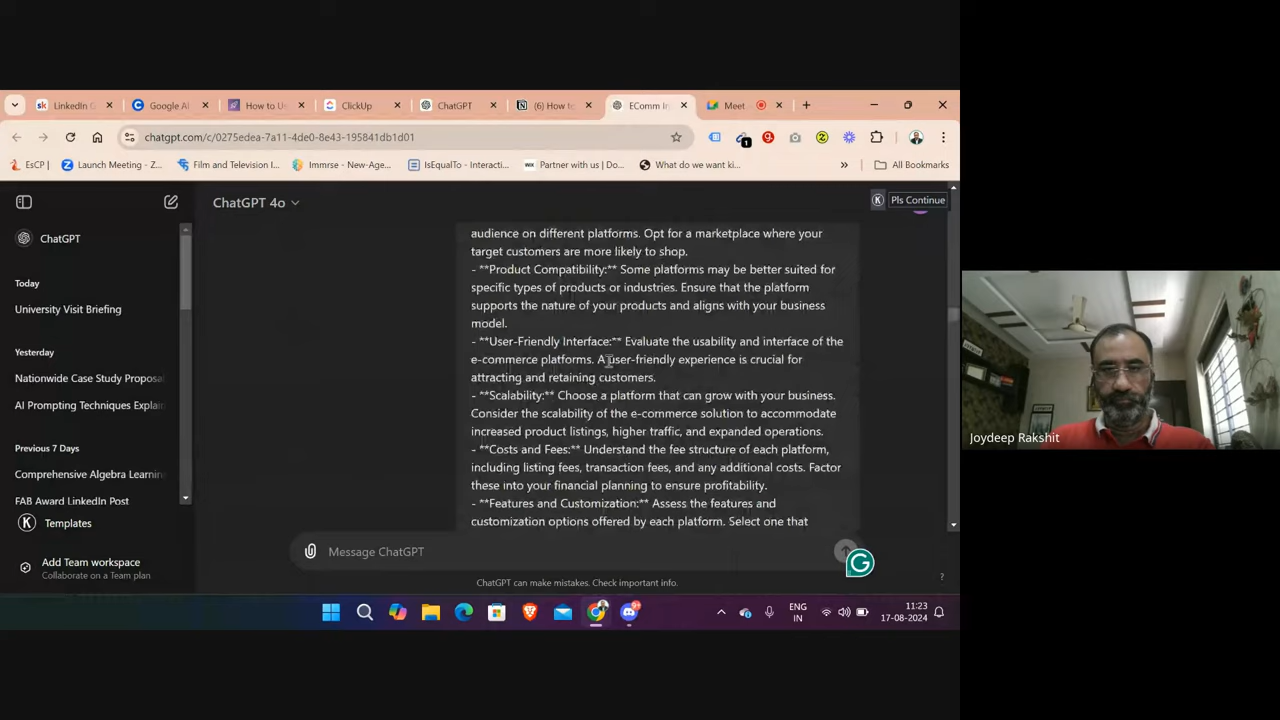 LinkedIn G
Google AI
How to Us
ClickUp
ChatGPT
(6) How to
EComm In
Meet
chatgpt.com/c/0275edea-7a11-4de0-8e43-195841db1d01
1
EsCP |
Launch Meeting - Z...
Film and Television I...
Immrse - New-Age...
IsEqualTo - Interacti...
Partner with us | Do...
What do we want ki...
»
All Bookmarks
ChatGPT 4o
K
Pls Continue
ChatGPT
Today
University Visit Briefing
Yesterday
Nationwide Case Study Proposa
AI Prompting Techniques Explain
Previous 7 Days
Comprehensive Algebra Learnin
FAB Award LinkedIn Post
K
Templates
Add Team workspace
Collaborate on a Team plan
audience on different platforms. Opt for a marketplace where your
target customers are more likely to shop.
- **Product Compatibility:** Some platforms may be better suited for
specific types of products or industries. Ensure that the platform
supports the nature of your products and aligns with your business
model.
- **User-Friendly Interface:** Evaluate the usability and interface of the
e-commerce platforms. A user-friendly experience is crucial for
attracting and retaining customers.
- **Scalability:** Choose a platform that can grow with your business.
Consider the scalability of the e-commerce solution to accommodate
increased product listings, higher traffic, and expanded operations.
- **Costs and Fees:** Understand the fee structure of each platform,
including listing fees, transaction fees, and any additional costs. Factor
these into your financial planning to ensure profitability.
- **Features and Customization:** Assess the features and
customization options offered by each platform. Select one that
Message ChatGPT
ChatGPT can make mistakes. Check important info.
?
ENG
IN
11:23
17-08-2024
Joydeep Rakshit